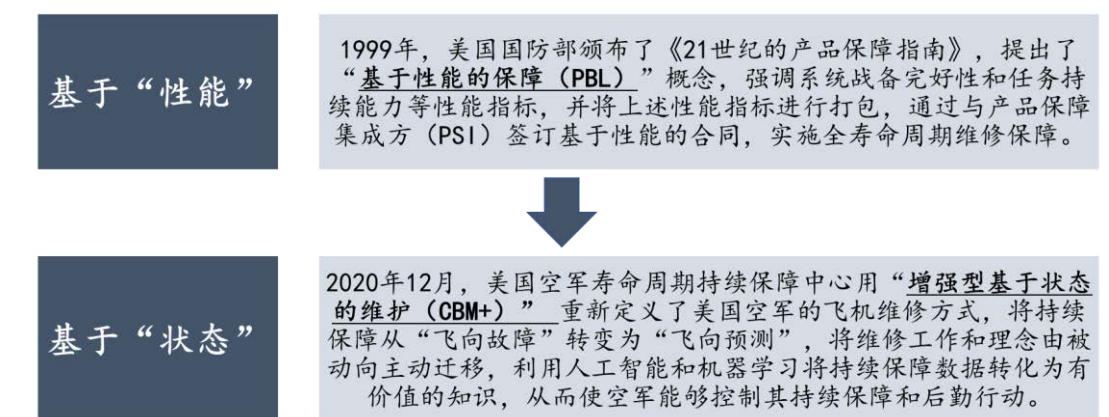 基于“性能”
1999年，美国国防部颁布了《21世纪的产品保障指南》，提出了
“基于性能的保障（PBL）”概念，强调系统战备完好性和任务持
续能力等性能指标，并将上述性能指标进行打包，通过与产品保障
集成方（PSI）签订基于性能的合同，实施全寿命周期维修保障。
基于“状态”
2020年12月，美国空军寿命周期持续保障中心用“增强型基于状态
的维护（CBM+）”重新定义了美国空军的飞机维修方式，将持续
保障从“飞向故障”转变为“飞向预测”，将维修工作和理念由被
动向主动迁移，利用人工智能和机器学习将持续保障数据转化为有
价值的知识，从而使空军能够控制其持续保障和后勤行动。